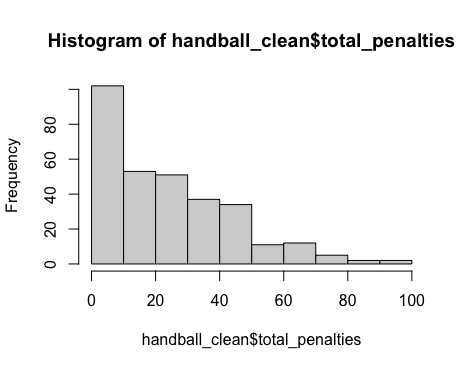 Histogram of handball_clean$total_penalties
Frequency
80
60
40
20
0
0 20 40 60 80 100
handball_clean$total_penalties